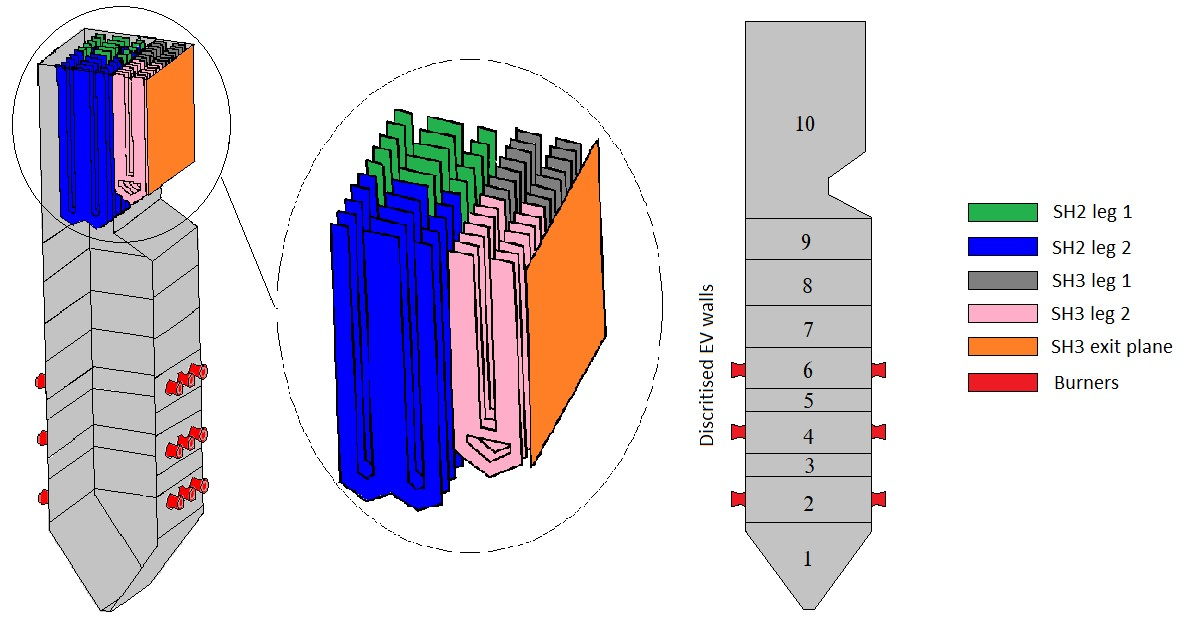 10
9
8
7
6
5
4
3
2
1
Discritised EV walls
SH2 leg 1
SH2 leg 2
SH3 leg 1
SH3 leg 2
SH3 exit plane
Burners